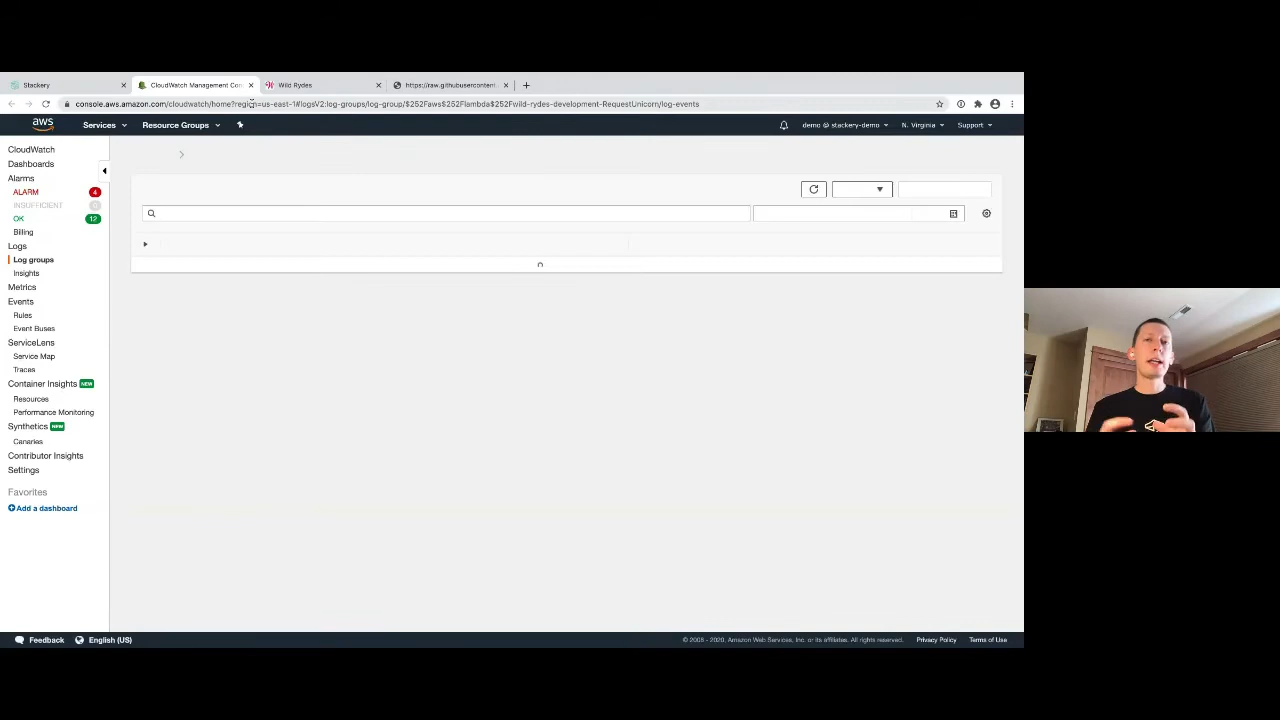 Stackery
CloudWatch Management Con
Wild Rydes
https://raw.githubusercontent.
console.aws.amazon.com/cloudwatch/home?region=us-east-1#logsV2:log-groups/log-group/$252Faws$252Flambda$252Fwild-rydes-development-RequestUnicorn/log-events
aws
Services
Resource Groups
demo @ stackery-demo
N. Virginia
Support
CloudWatch
Dashboards
Alarms
ALARM 4
INSUFFICIENT 0
OK 12
Billing
Logs
Log groups
Insights
Metrics
Events
Rules
Event Buses
ServiceLens
Service Map
Traces
Container Insights NEW
Resources
Performance Monitoring
Synthetics NEW
Canaries
Contributor Insights
Settings
Favorites
Add a dashboard
Feedback
English (US)
© 2008 - 2020, Amazon Web Services, Inc. or its affiliates. All rights reserved.
Privacy Policy
Terms of Use